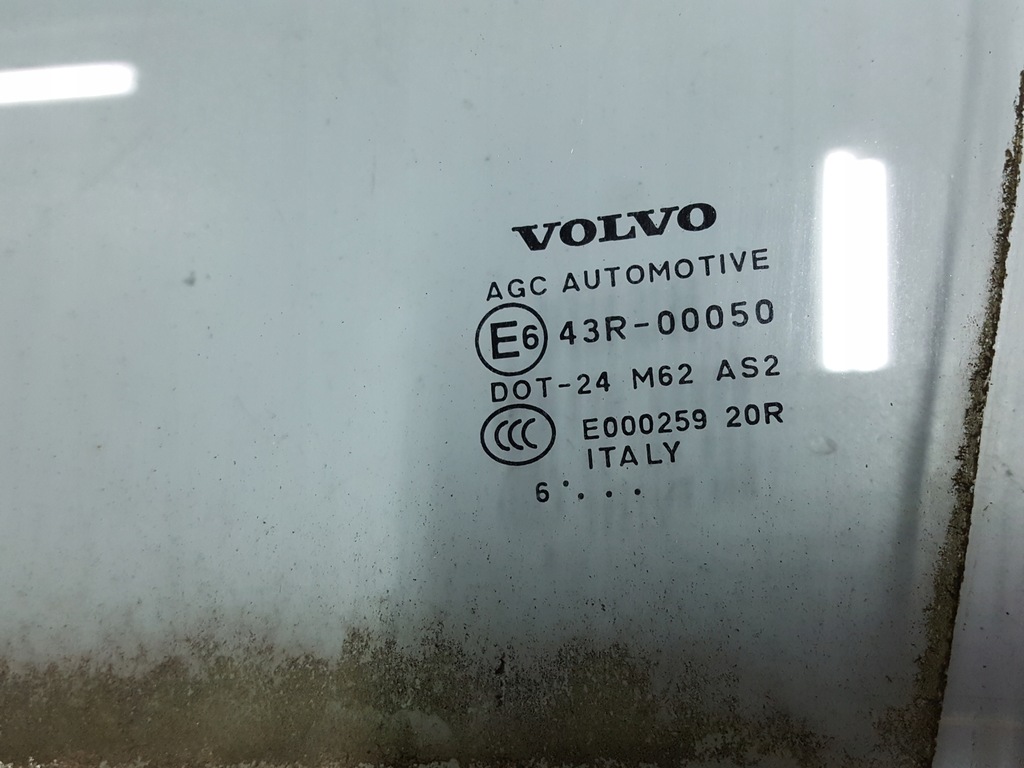 VOLVO
AGC AUTOMOTIVE
E6 43R-00050
DOT-24 M62 AS2
CCC E000259 20R
ITALY
6 ˙. . .